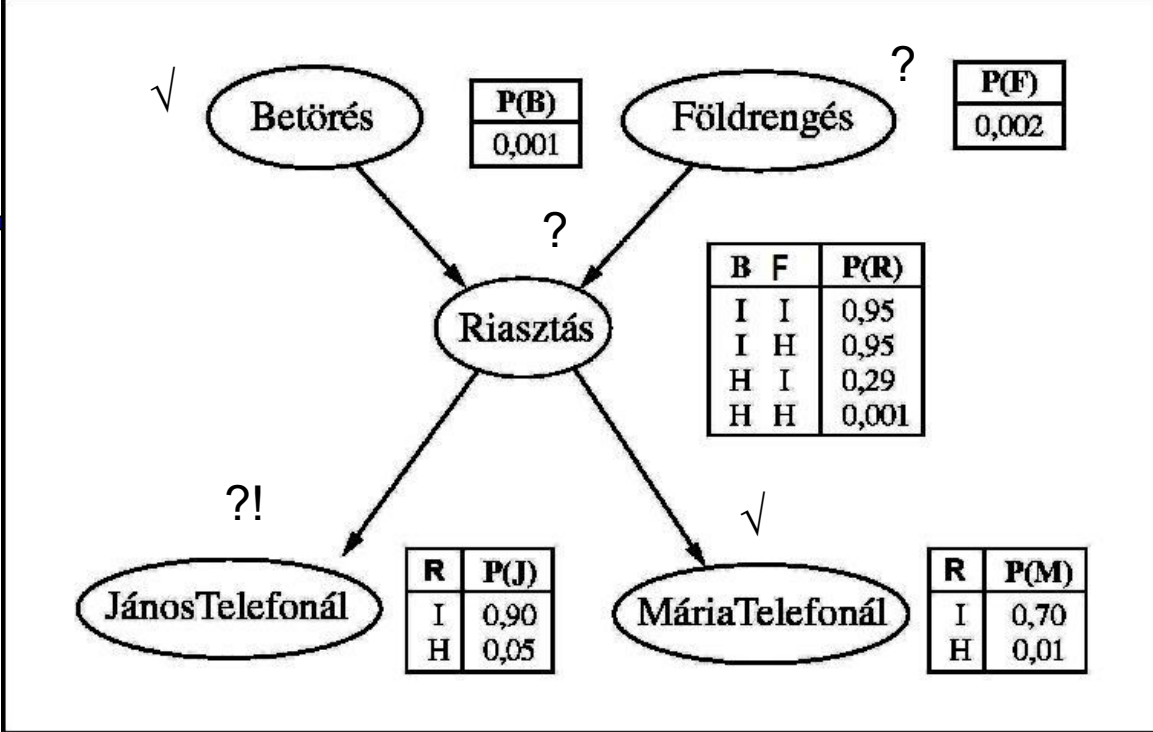 √
Betörés
P(B)
0,001
?
Földrengés
P(F)
0,002
?
Riasztás
B F P(R)
I I 0,95
I H 0,95
H I 0,29
H H 0,001
?!
JánosTelefonál
R P(J)
I 0,90
H 0,05
√
MáriaTelefonál
R P(M)
I 0,70
H 0,01